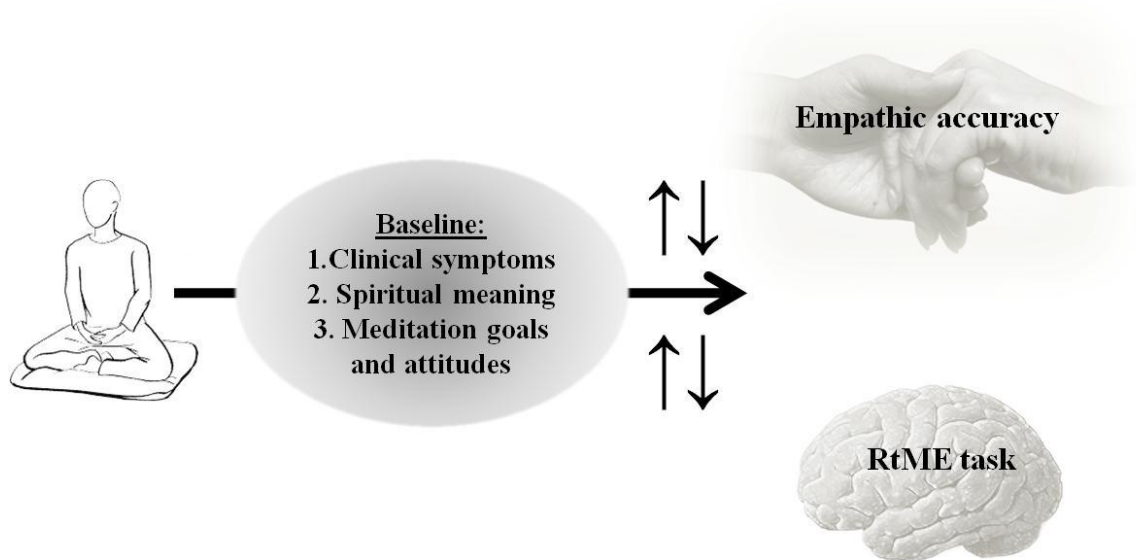 Baseline:
1.Clinical symptoms
2. Spiritual meaning
3. Meditation goals
and attitudes
Empathic accuracy
RtME task